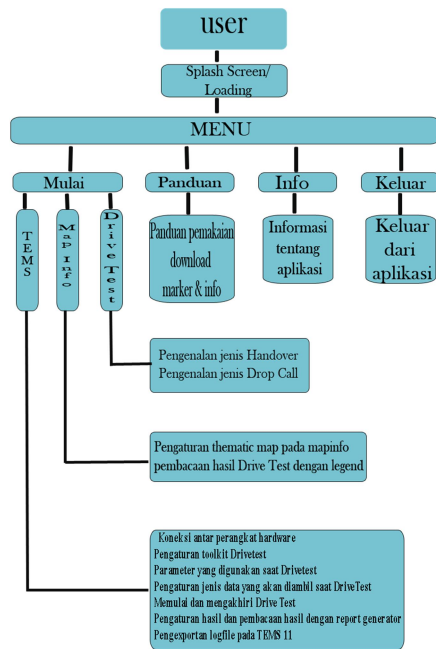 user
Splash Screen/
Loading
MENU
Mulai
Panduan
Info
Keluar
TEMS
Map Info
Drive Test
Panduan pemakaian
download
marker & info
Informasi
tentang
aplikasi
Keluar
dari
aplikasi
Pengenalan jenis Handover
Pengenalan jenis Drop Call
Pengaturan thematic map pada mapinfo
pembacaan hasil Drive Test dengan legend
Koneksi antar perangkat hardware
Pengaturan toolkit Drivetest
Parameter yang digunakan saat Drivetest
Pengaturan jenis data yang akan diambil saat DriveTest
Memulai dan mengakhiri Drive Test
Pengaturan hasil dan pembacaan hasil dengan report generator
Pengexportan logfile pada TEMS 11